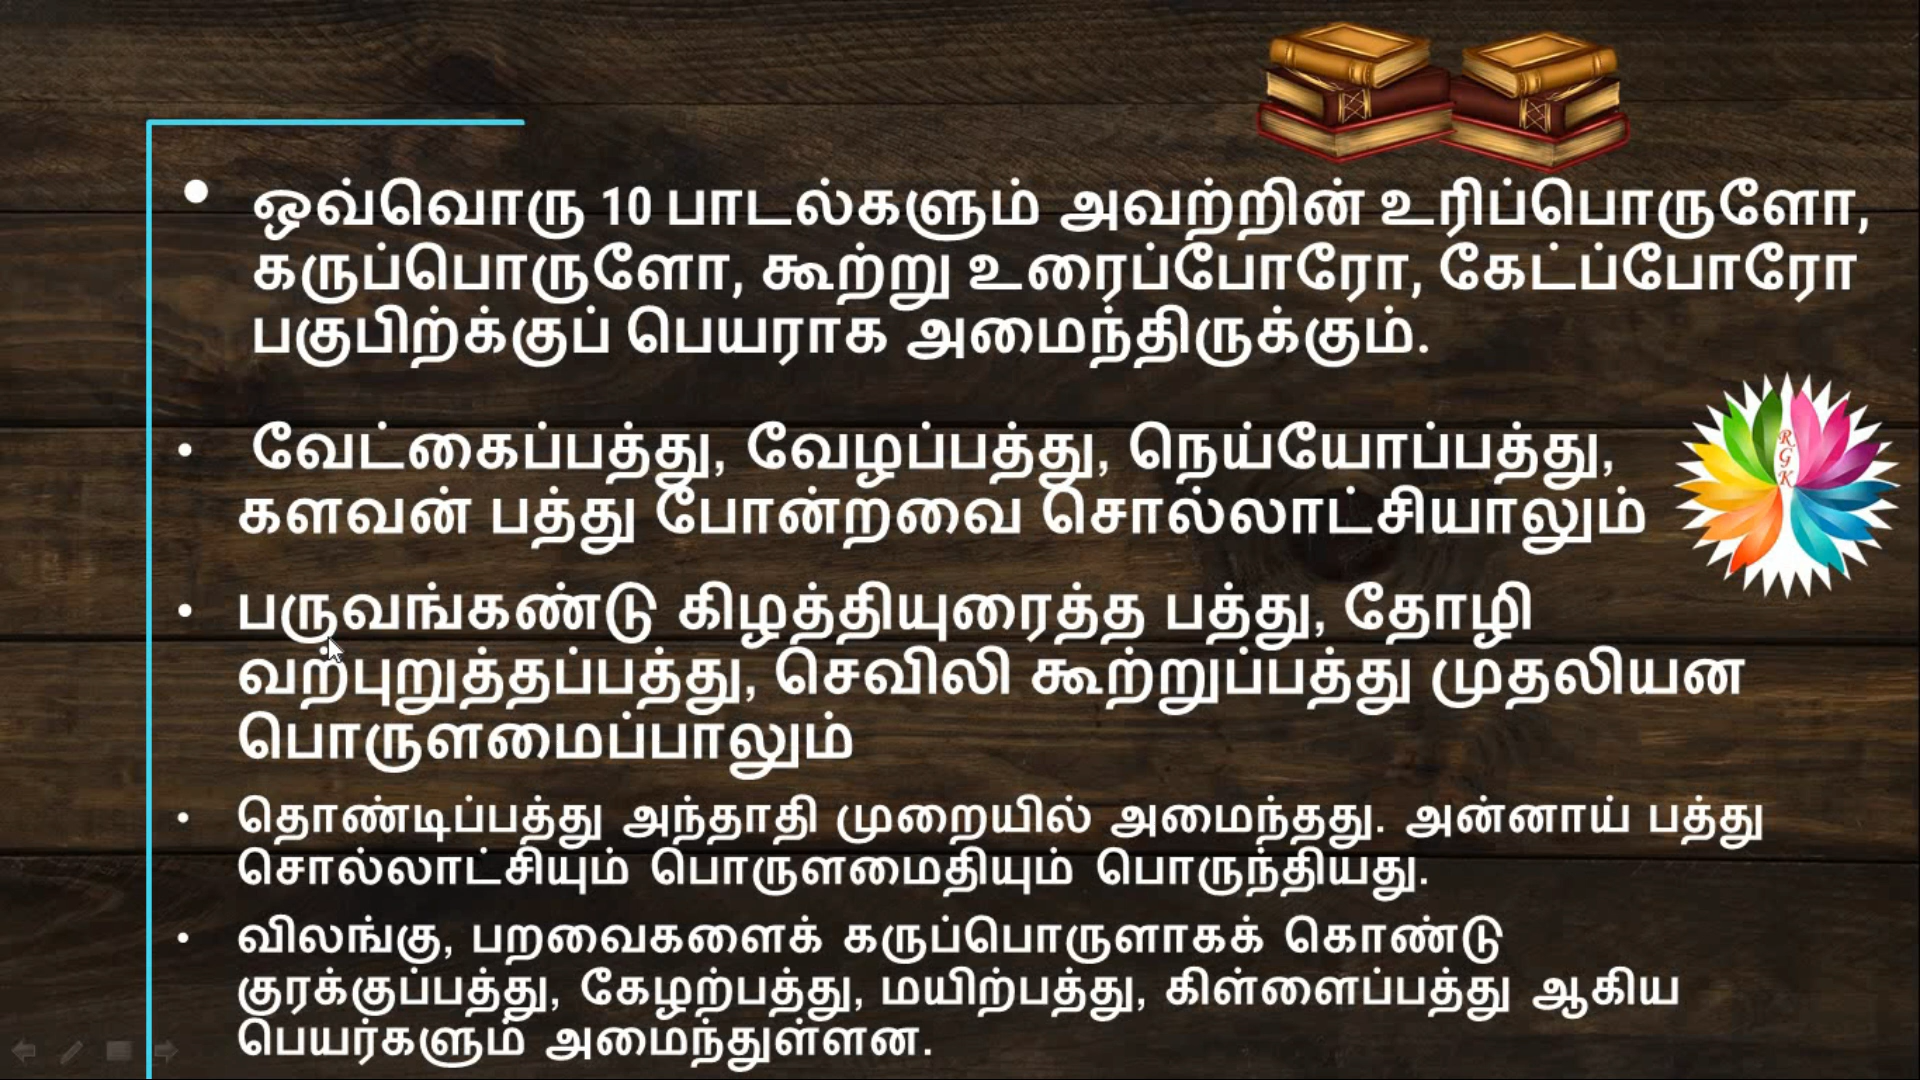 ஒவ்வொரு 10 பாடல்களும் அவற்றின் உரிப்பொருளோ,
கருப்பொருளோ, கூற்று உரைப்போரோ, கேட்ப்போரோ
பகுபிற்க்குப் பெயராக அமைந்திருக்கும்.
வேட்கைப்பத்து, வேழப்பத்து, நெய்யோப்பத்து,
களவன் பத்து போன்றவை சொல்லாட்சியாலும்
RGK
பருவங்கண்டு கிழத்தியுரைத்த பத்து, தோழி
வற்புறுத்தப்பத்து, செவிலி கூற்றுப்பத்து முதலியன
பொருளமைப்பாலும்
தொண்டிப்பத்து அந்தாதி முறையில் அமைந்தது. அன்னாய் பத்து
சொல்லாட்சியும் பொருளமைதியும் பொருந்தியது.
விலங்கு, பறவைகளைக் கருப்பொருளாகக் கொண்டு
குரக்குப்பத்து, கேழற்பத்து, மயிற்பத்து, கிள்ளைப்பத்து ஆகிய
பெயர்களும் அமைந்துள்ளன.